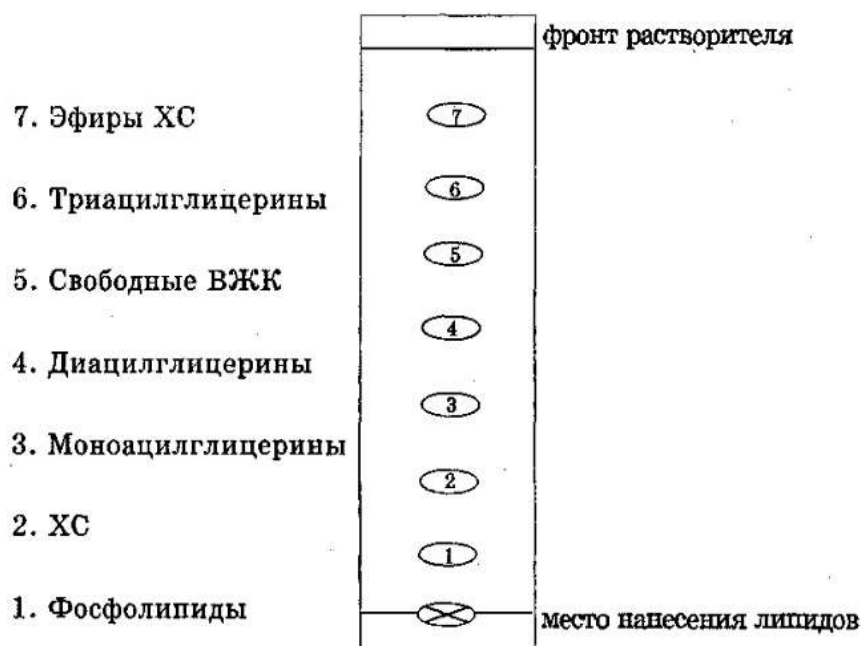 фронт растворителя
7. Эфиры ХС
7
6. Триацилглицерины
6
5. Свободные ВЖК
5
4. Диацилглицерины
4
3. Моноацилглицерины
3
2. ХС
2
1. Фосфолипиды
1
место нанесения липидов